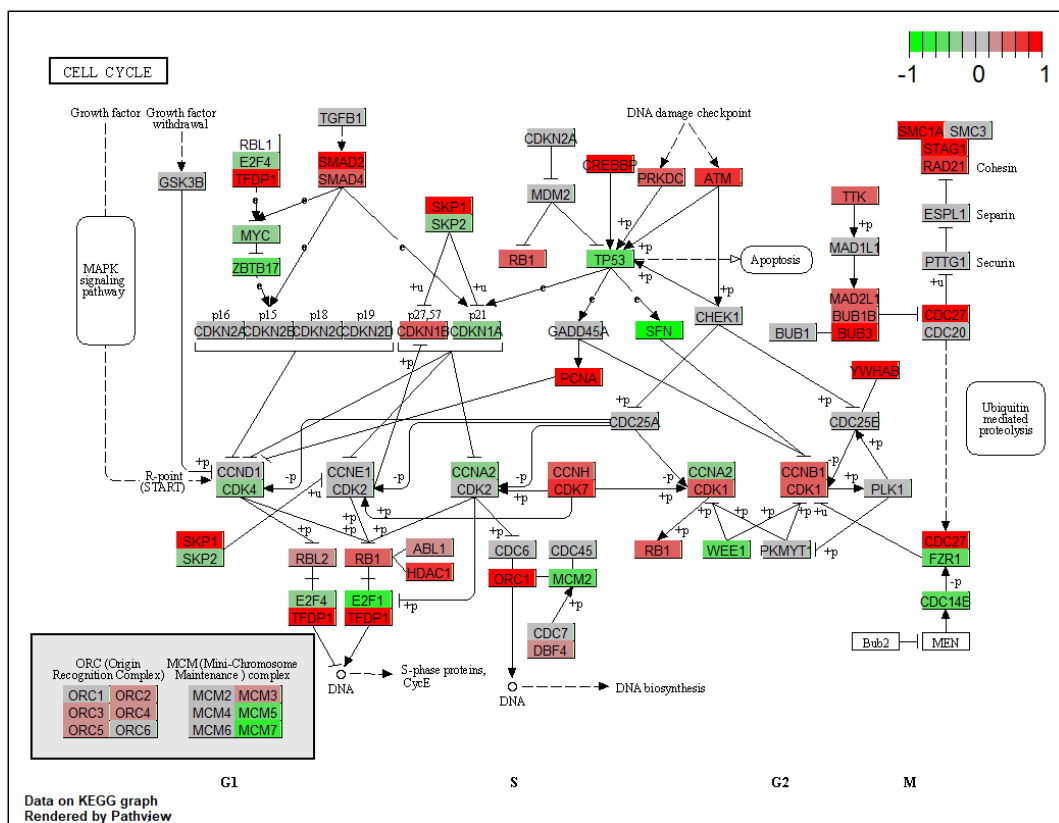 -1 0 1
CELL CYCLE
Growth factor
Growth factor
withdrawal
TGFB1
DNA damage checkpoint
RBL1
E2F4
TFDP1
SMAD2
SMAD4
CDKN2A
CREBBP
PRKDC
ATM
SMC1A
SMC3
STAG1
RAD21
Cohesin
GSK3B
MDM2
TTK
e
e
SKP1
SKP2
+p
+p
ESPL1
Separin
MYC
RB1
MAD1L1
MAPK
signaling
pathway
ZBTB17
e
e
TP53
+p
+p
Apoptosis
PTTG1
Securin
+u
+u
e
e
e
+p
MAD2L1
BUB1B
BUB3
+u
p16
p15
p18
p19
p27,57
p21
CDKN2A
CDKN2B
CDKN2C
CDKN2D
CDKN1B
CDKN1A
GADD45A
SFN
CHEK1
BUB1
CDC27
CDC20
+p
PCNA
YWHAB
+p
+p
CDC25A
CDC25B
Ubiquitin
mediated
proteolysis
R-point
(START)
+p
CCND1
CDK4
-p
CCNE1
CDK2
-p
CCNA2
CDK2
-p
+p
CCNH
CDK7
-p
+p
CCNA2
CDK1
CCNB1
CDK1
-p
+p
+p
PLK1
+u
+p
+p
+p
+p
+p
+p
+p
+p
+p
+u
SKP1
SKP2
RBL2
RB1
ABL1
HDAC1
CDC6
CDC45
ORC1
MCM2
RB1
WEE1
PKMYT1
+p
CDC27
FZR1
-p
E2F4
TFDP1
E2F1
TFDP1
+p
+p
CDC7
DBF4
CDC14B
Bub2
MEN
DNA
S-phase proteins,
CycE
DNA
DNA biosynthesis
ORC (Origin
Recognition Complex)
MCM (Mini-Chromosome
Maintenance ) complex
ORC1 ORC2 MCM2 MCM3
ORC3 ORC4 MCM4 MCM5
ORC5 ORC6 MCM6 MCM7
G1 S G2 M
Data on KEGG graph
Rendered by Pathview